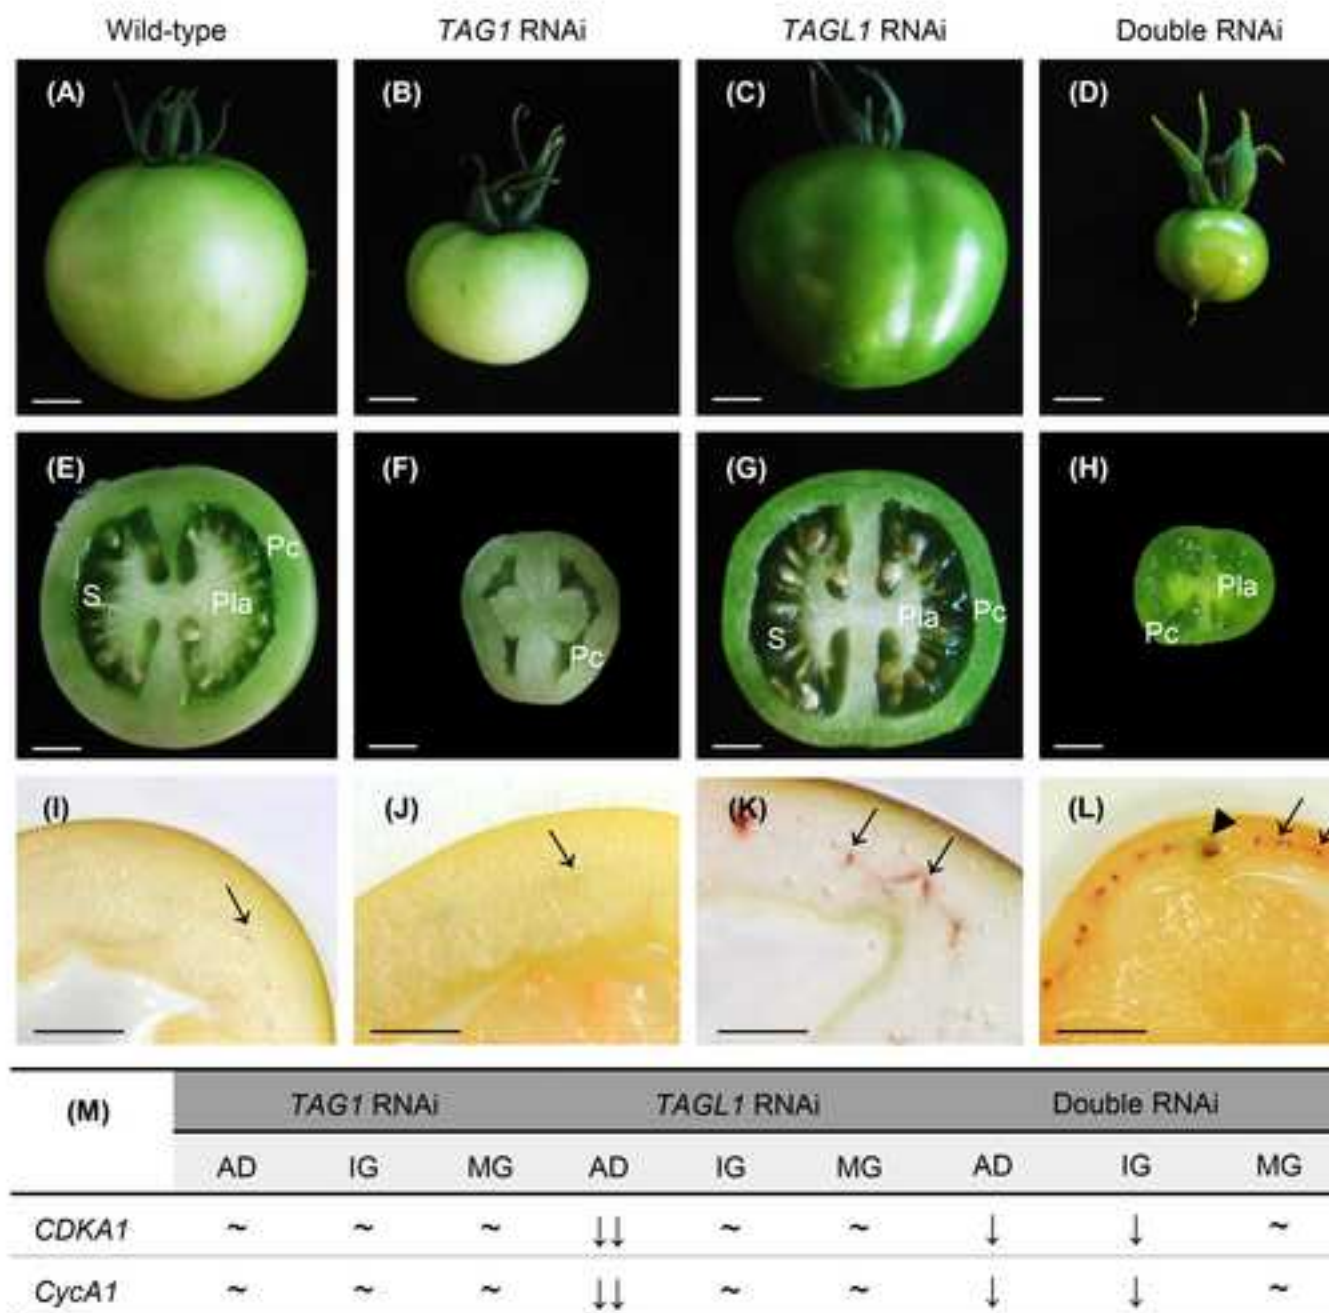 Wild-type TAG1 RNAi TAGL1 RNAi Double RNAi
(A) (B) (C) (D)
(E) (F) (G) (H)
S Pla Pc Pc S Pla Pc Pla Pc
(I) (J) (K) (L)
(M) TAG1 RNAi TAGL1 RNAi Double RNAi
AD IG MG AD IG MG AD IG MG
CDKA1 ~ ~ ~ ↓↓ ~ ~ ↓ ↓ ~
CycA1 ~ ~ ~ ↓↓ ~ ~ ↓ ↓ ~